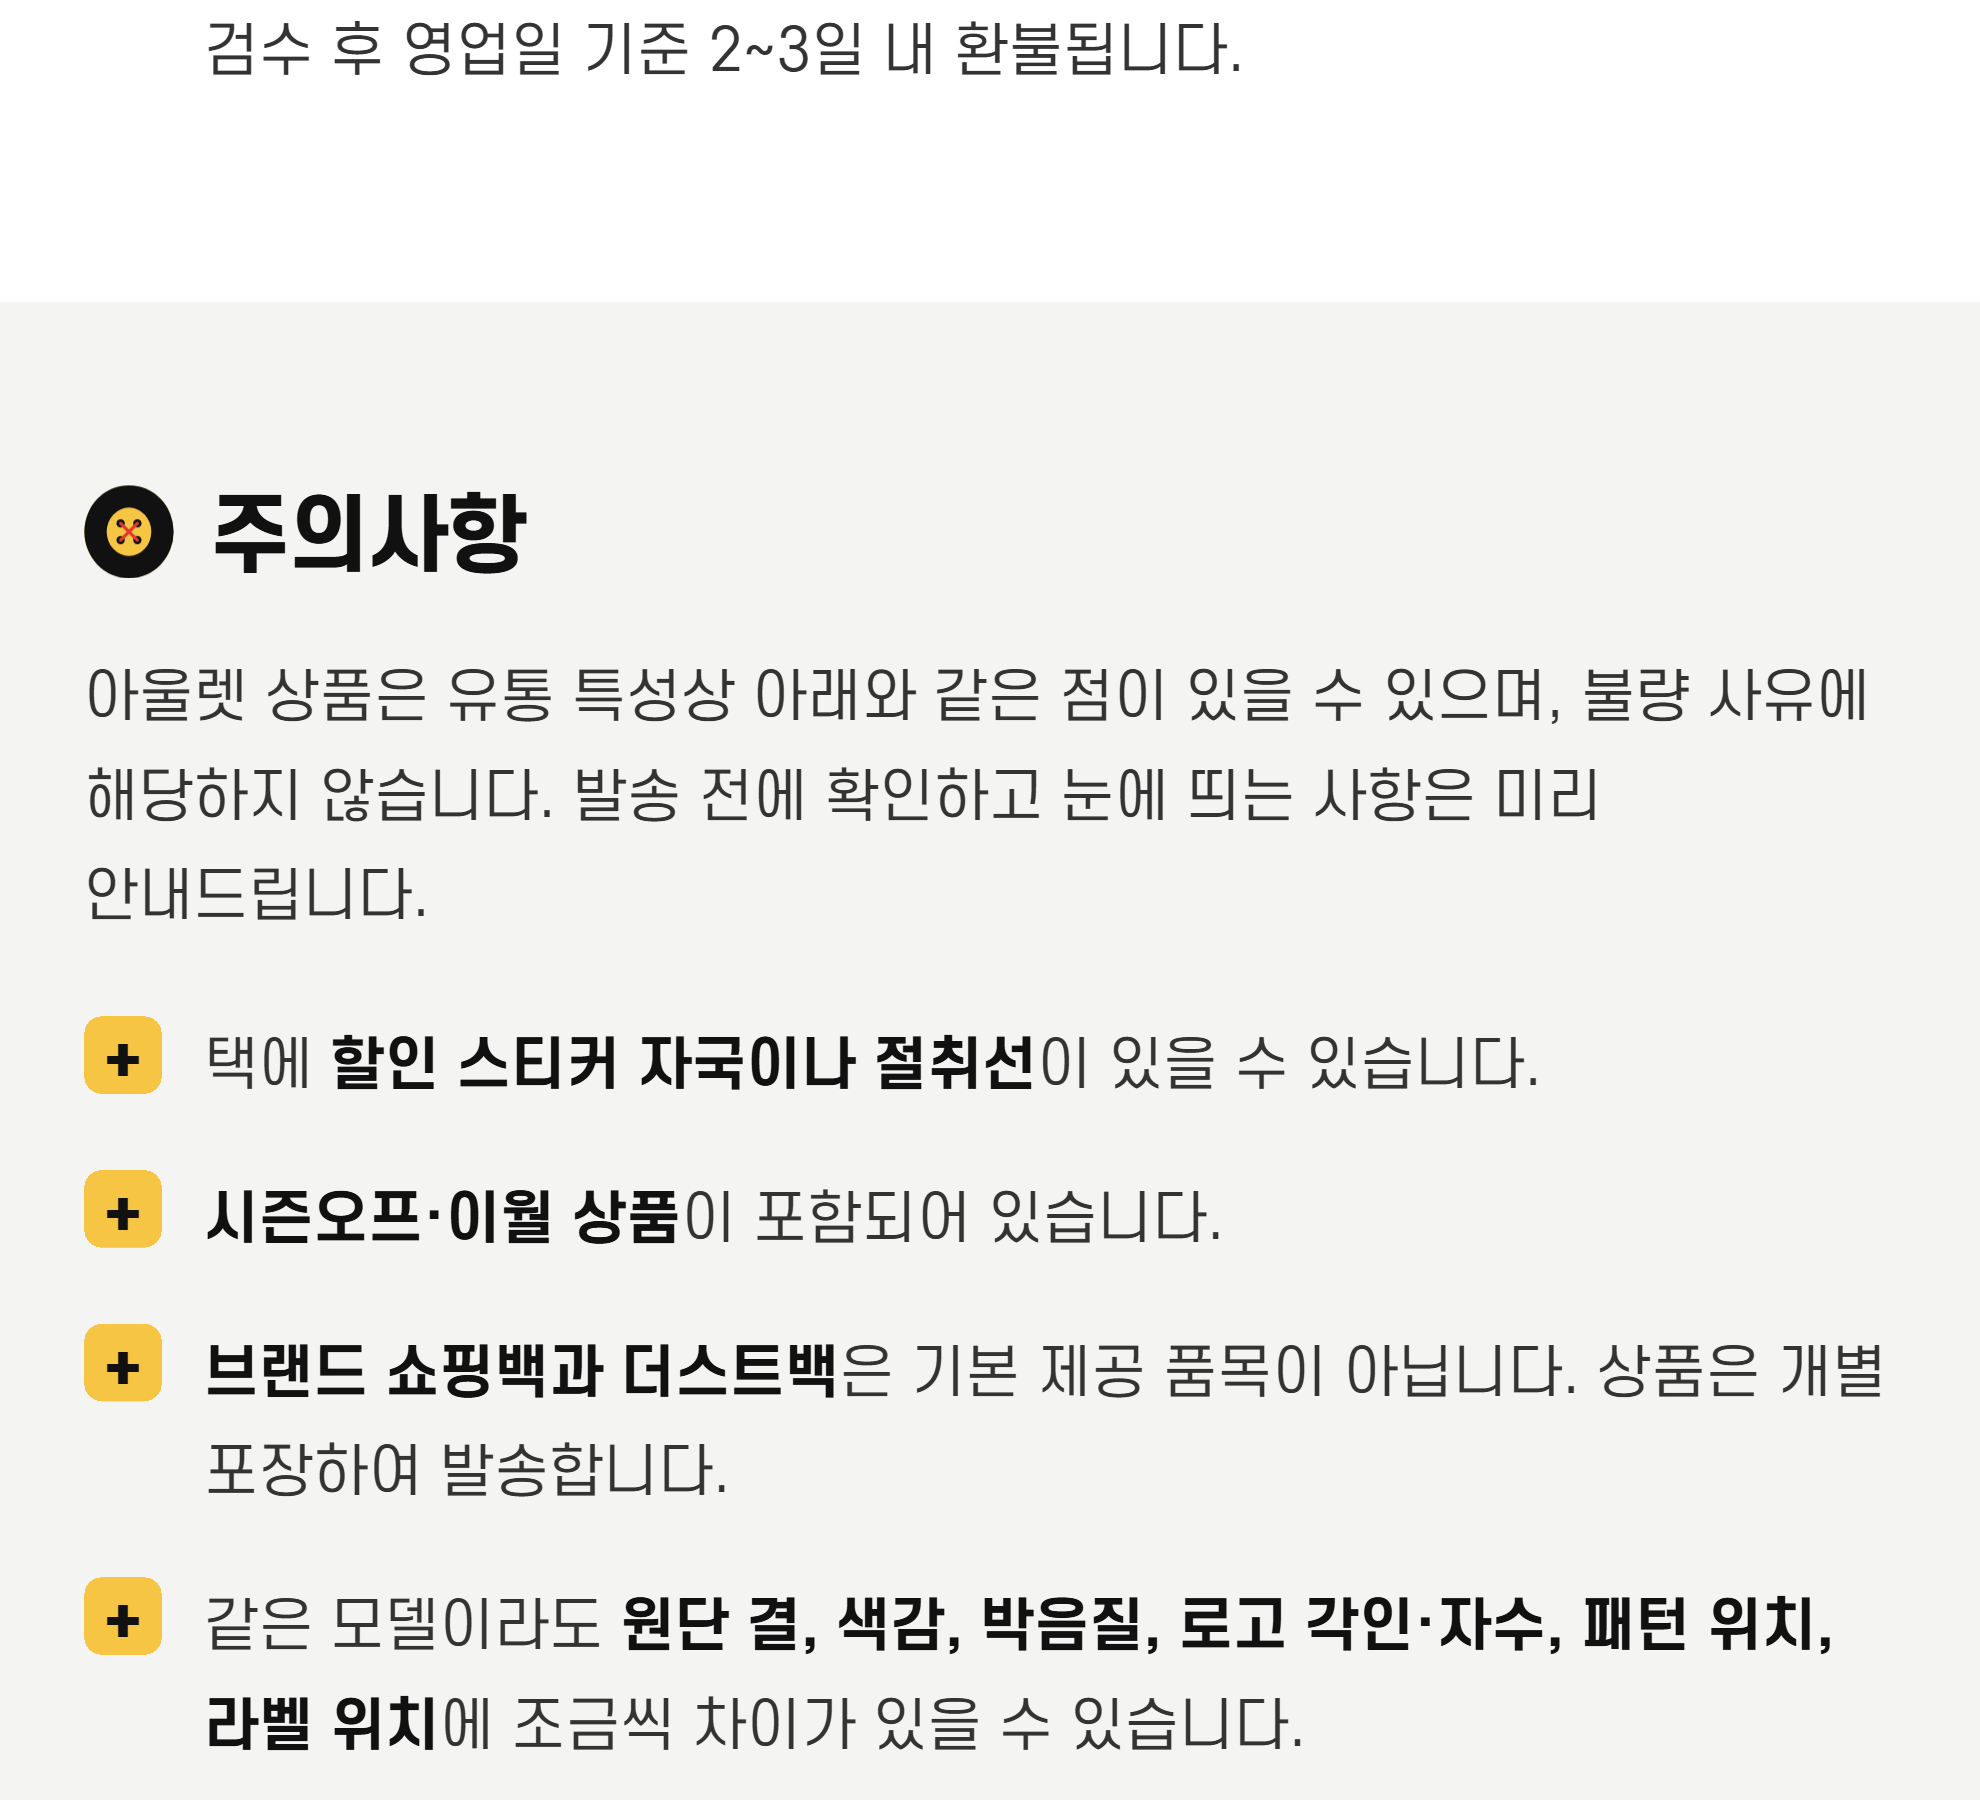 검수 후 영업일 기준 2~3일 내 환불됩니다.
주의사항
아울렛 상품은 유통 특성상 아래와 같은 점이 있을 수 있으며, 불량 사유에
해당하지 않습니다. 발송 전에 확인하고 눈에 띄는 사항은 미리
안내드립니다.
택에 할인 스티커 자국이나 절취선이 있을 수 있습니다.
시즌오프·이월 상품이 포함되어 있습니다.
브랜드 쇼핑백과 더스트백은 기본 제공 품목이 아닙니다. 상품은 개별
포장하여 발송합니다.
같은 모델이라도 원단 결, 색감, 박음질, 로고 각인·자수, 패턴 위치,
라벨 위치에 조금씩 차이가 있을 수 있습니다.